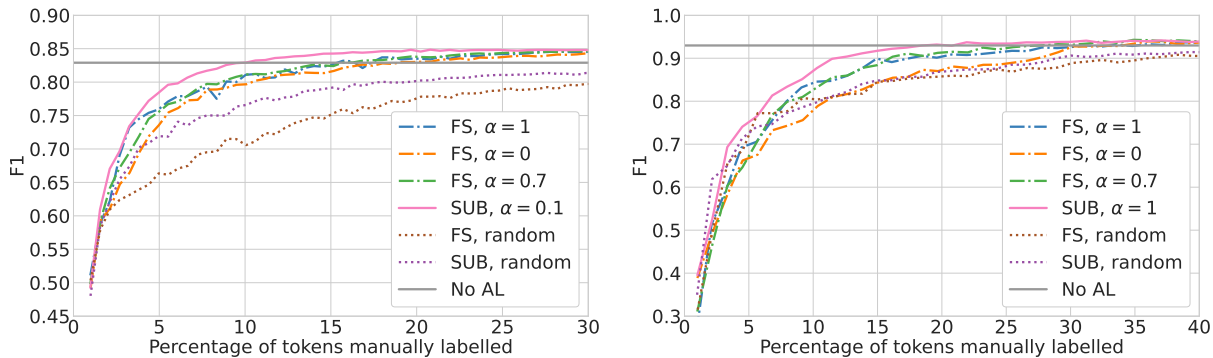 0.90
0.85
0.80
0.75
0.70
0.65
0.60
0.55
0.50
0.45
F1
0 5 10 15 20 25 30
Percentage of tokens manually labelled
FS, α = 1
FS, α = 0
FS, α = 0.7
SUB, α = 0.1
FS, random
SUB, random
No AL
1.0
0.9
0.8
0.7
0.6
0.5
0.4
0.3
F1
0 5 10 15 20 25 30 35 40
Percentage of tokens manually labelled
FS, α = 1
FS, α = 0
FS, α = 0.7
SUB, α = 1
FS, random
SUB, random
No AL